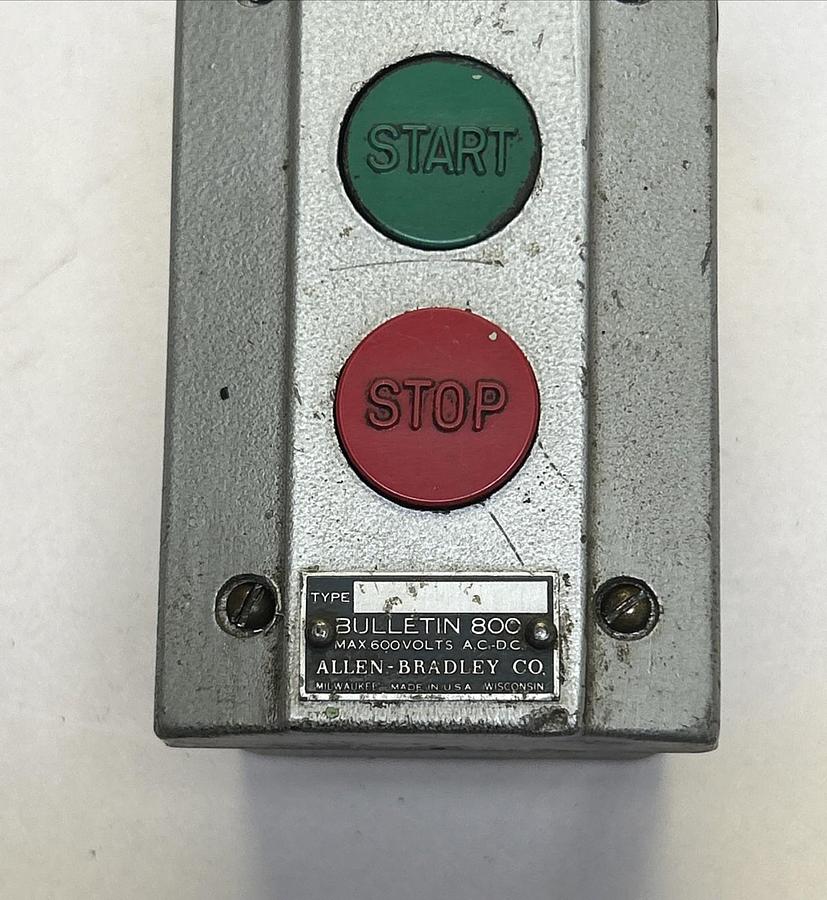 START
STOP
TYPE
BULLETIN 800
MAX. 600 VOLTS A.C.-D.C.
ALLEN-BRADLEY CO.
MILWAUKEE MADE IN U.S.A. WISCONSIN